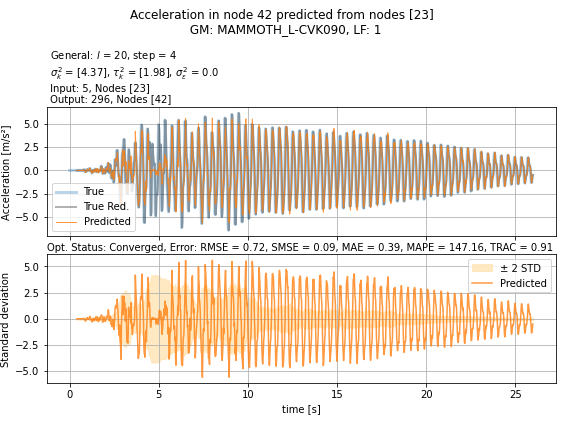 Acceleration in node 42 predicted from nodes [23]
GM: MAMMOTH_L-CVK090, LF: 1
General: l = 20, step = 4
σ²ₖ = [4.37], τ²ₖ = [1.98], σ²ε = 0.0
Input: 5, Nodes [23]
Output: 296, Nodes [42]
Acceleration [m/s²]
5.0
2.5
0.0
−2.5
−5.0
True
True Red.
Predicted
Opt. Status: Converged, Error: RMSE = 0.72, SMSE = 0.09, MAE = 0.39, MAPE = 147.16, TRAC = 0.91
Standard deviation
5.0
2.5
0.0
−2.5
−5.0
± 2 STD
Predicted
0 5 10 15 20 25
time [s]